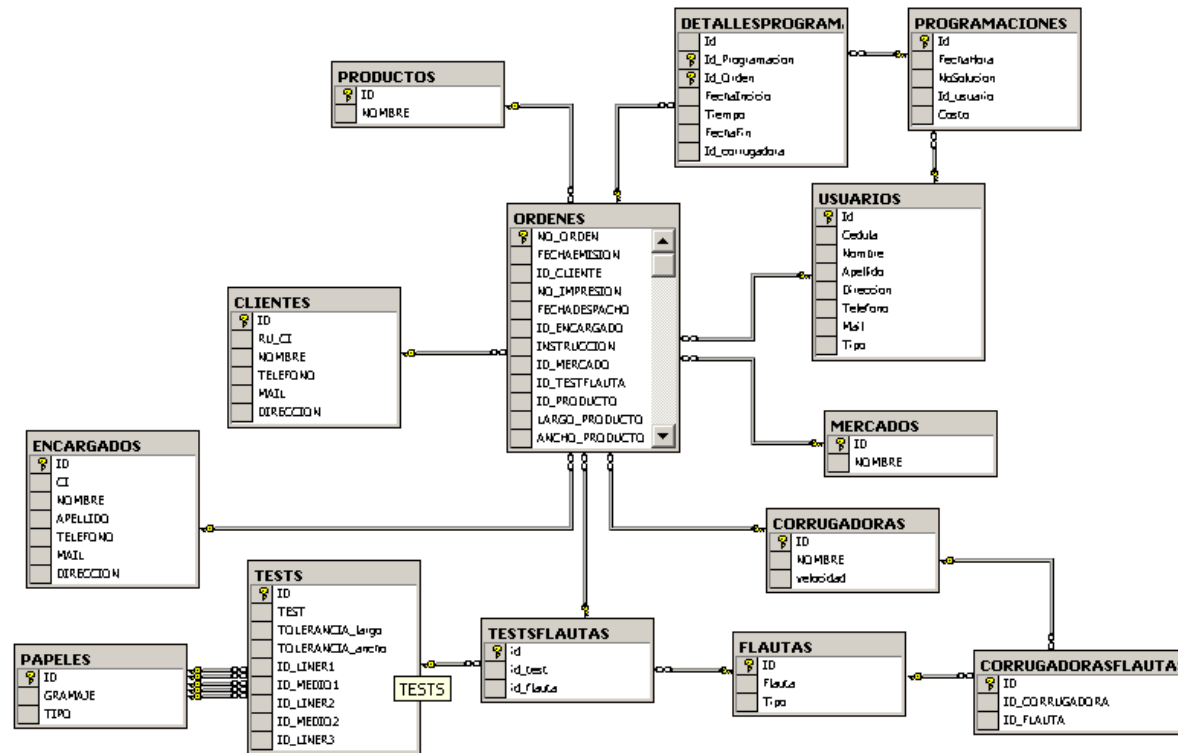 DETALLESPROGRAM
Id
Id_Programacion
Id_Orden
FechaInicio
Tiempo
FechaFin
Id_corrugadora
PROGRAMACIONES
Id
FechaHora
NoSolucion
Id_usuario
Costo
PRODUCTOS
ID
NOMBRE
USUARIOS
Id
Cedula
Nombre
Apellido
Direccion
Telefono
Mail
Tipo
ORDENES
NO_ORDEN
FECHAEMISION
ID_CLIENTE
NO_IMPRESION
FECHADESPACHO
ID_ENCARGADO
INSTRUCCION
ID_MERCADO
ID_TESTFLAUTA
ID_PRODUCTO
LARGO_PRODUCTO
ANCHO_PRODUCTO
CLIENTES
ID
RU_CI
NOMBRE
TELEFONO
MAIL
DIRECCION
MERCADOS
ID
NOMBRE
ENCARGADOS
ID
CI
NOMBRE
APELLIDO
TELEFONO
MAIL
DIRECCION
CORRUGADORAS
ID
NOMBRE
velocidad
TESTS
ID
TEST
TOLERANCIA_largo
TOLERANCIA_ancho
ID_LINER1
ID_MEDIO1
ID_LINER2
ID_MEDIO2
ID_LINER3
TESTS
PAPELES
ID
GRAMAJE
TIPO
TESTSFLAUTAS
id
id_test
id_flauta
FLAUTAS
ID
Flauta
Tipo
CORRUGADORASFLAUTAS
ID
ID_CORRUGADORA
ID_FLAUTA